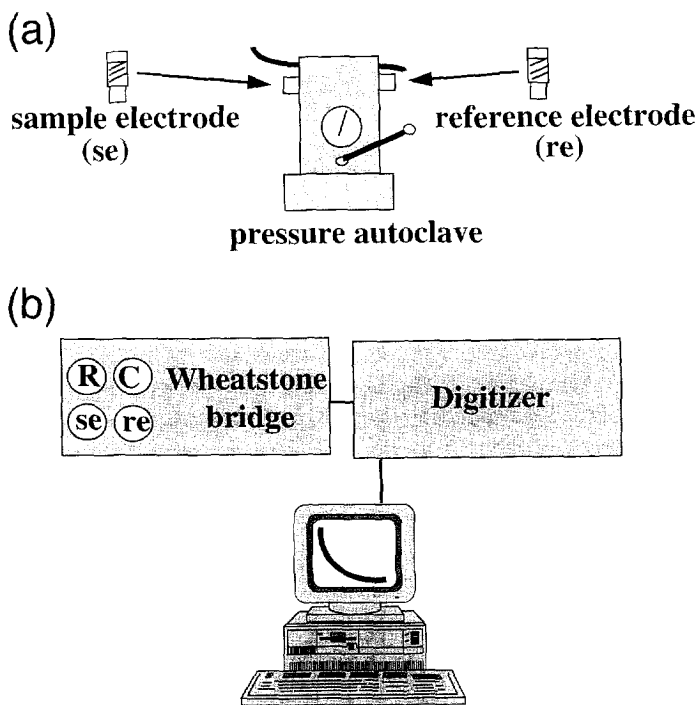 (a)
sample electrode
(se)
reference electrode
(re)
pressure autoclave
(b)
R C
se re
Wheatstone
bridge
Digitizer